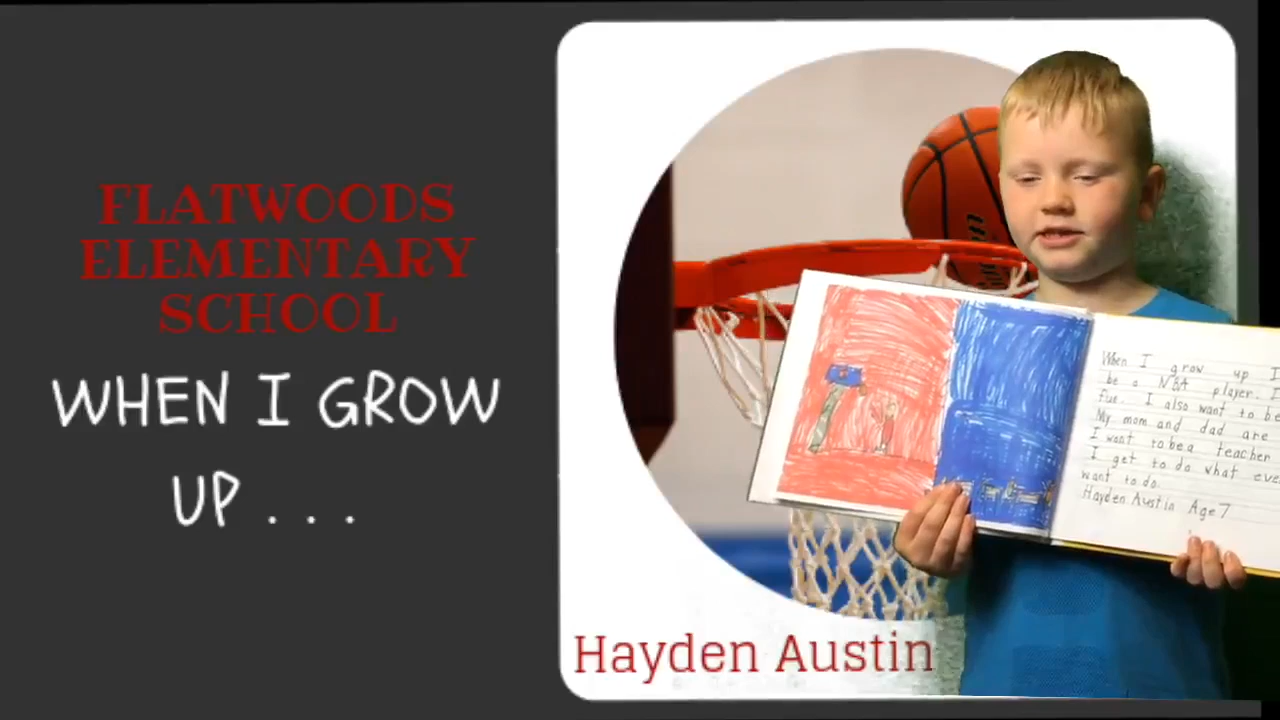 FLATWOODS
ELEMENTARY
SCHOOL
WHEN I GROW
UP . . .
When I grow up I
be a NBA player. I
fue. I also want to be
My mom and dad are
I want to be a teacher
I get to do what eve
want to do.
Hayden Austin Age 7
Hayden Austin